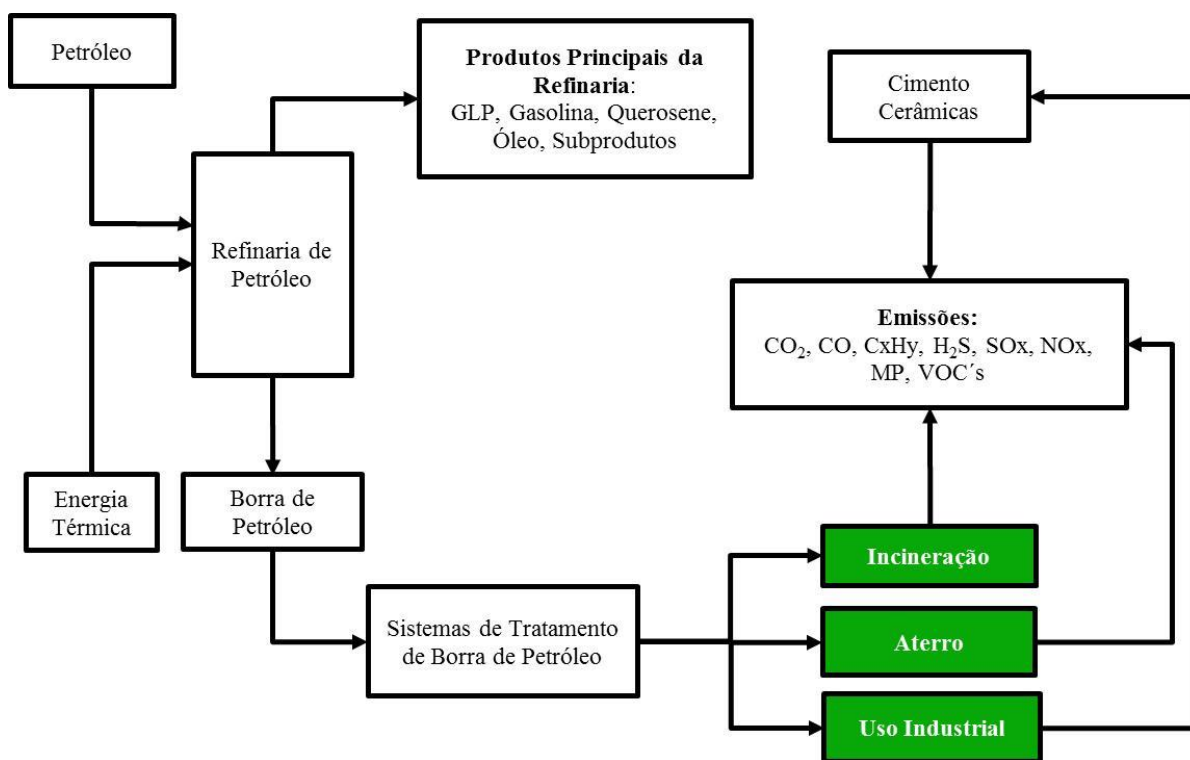 Petróleo
Produtos Principais da
Refinaria:
GLP, Gasolina, Querosene,
Óleo, Subprodutos
Cimento
Cerâmicas
Refinaria de
Petróleo
Emissões:
CO₂, CO, CxHy, H₂S, SOx, NOx,
MP, VOC´s
Energia
Térmica
Borra de
Petróleo
Sistemas de Tratamento
de Borra de Petróleo
Incineração
Aterro
Uso Industrial